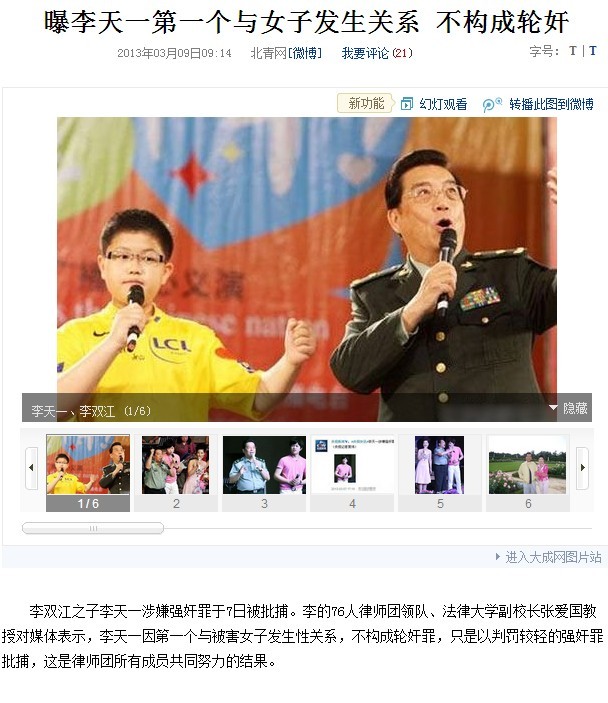 曝李天一第一个与女子发生关系 不构成轮奸
2013年03月09日09:14 北青网[微博] 我要评论(21) 字号：T|T
新功能 幻灯观看 转播此图到微博
心义演
the Chinese nation
LCL
李天一、李双江 (1/6) 隐藏
1/6 2 3 4 5 6
进入大成网图片站
李双江之子李天一涉嫌强奸罪于7日被批捕。李的76人律师团领队、法律大学副校长张爱国教
授对媒体表示，李天一因第一个与被害女子发生性关系，不构成轮奸罪，只是以判罚较轻的强奸罪
批捕，这是律师团所有成员共同努力的结果。